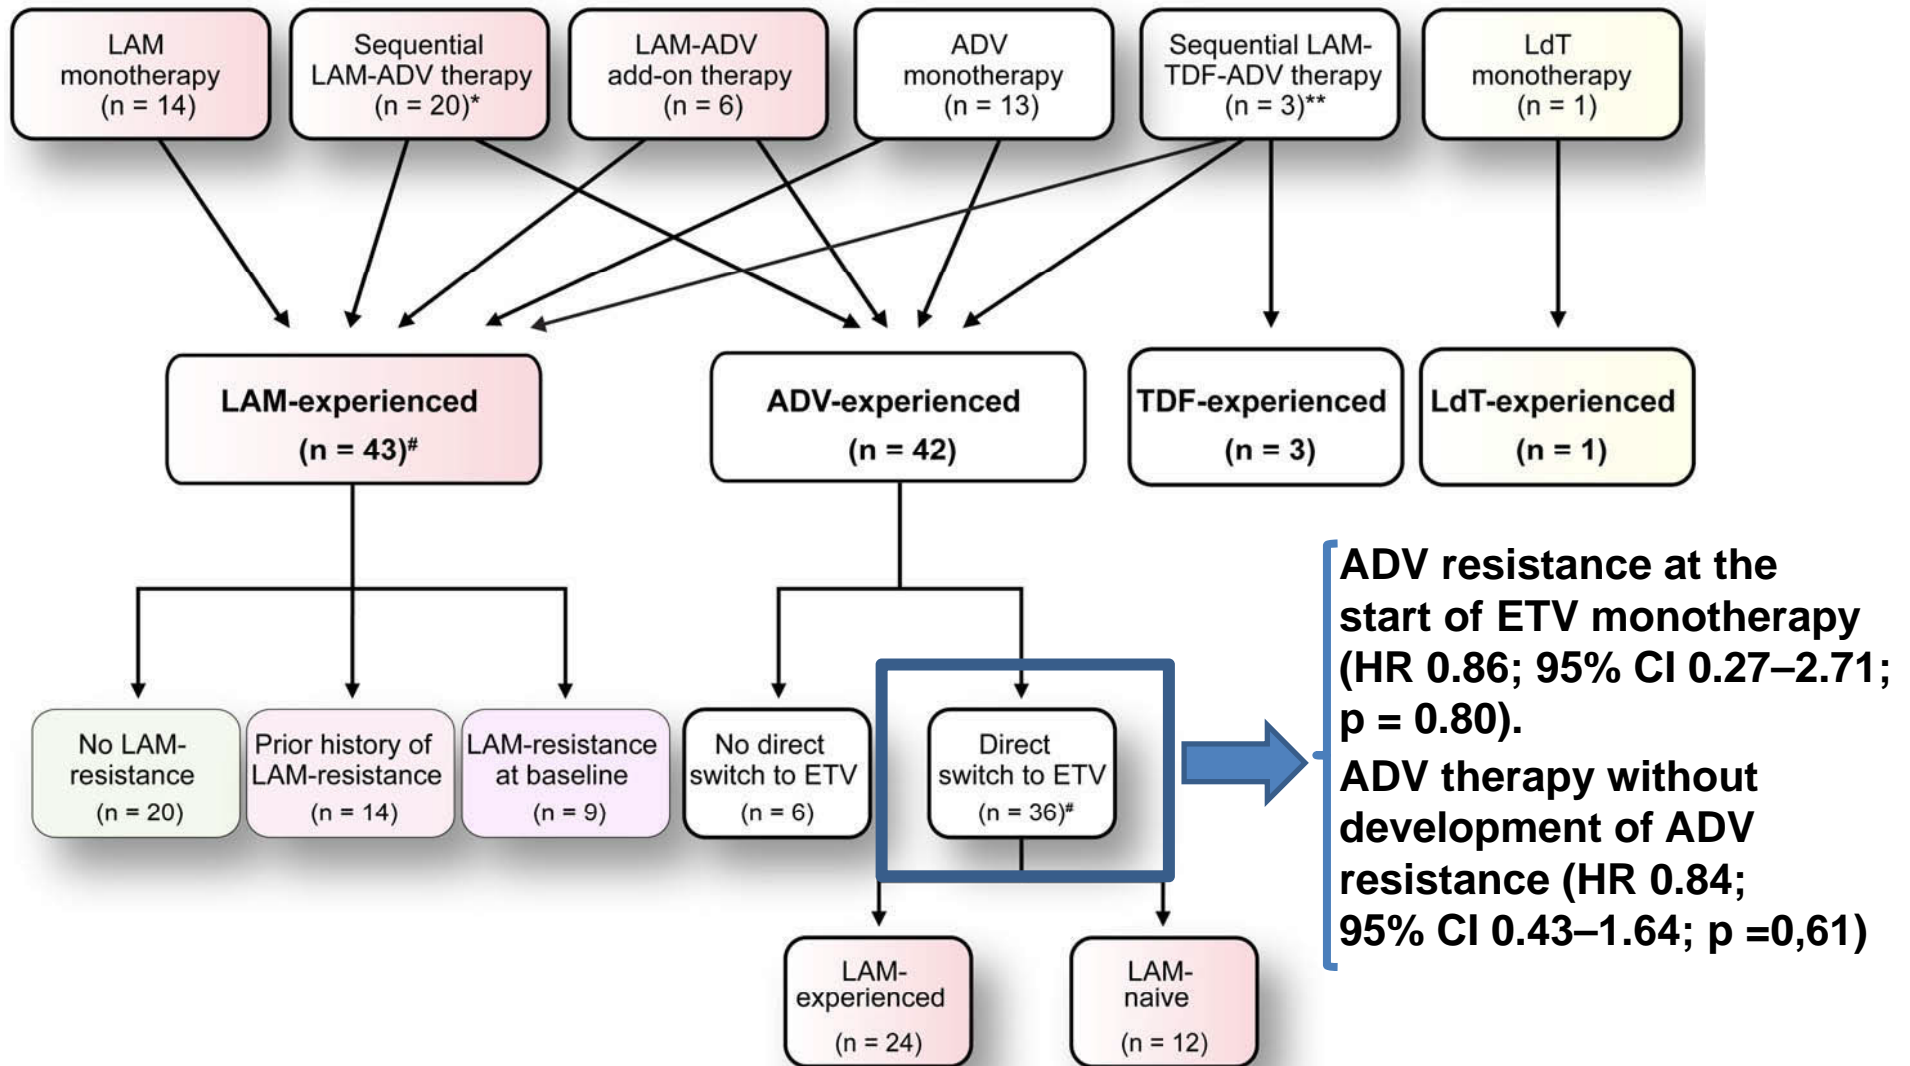 LAM
monotherapy
(n = 14)
Sequential
LAM-ADV therapy
(n = 20)*
LAM-ADV
add-on therapy
(n = 6)
ADV
monotherapy
(n = 13)
Sequential LAM-
TDF-ADV therapy
(n = 3)**
LdT
monotherapy
(n = 1)
LAM-experienced
(n = 43)#
ADV-experienced
(n = 42)
TDF-experienced
(n = 3)
LdT-experienced
(n = 1)
No LAM-
resistance
(n = 20)
Prior history of
LAM-resistance
(n = 14)
LAM-resistance
at baseline
(n = 9)
No direct
switch to ETV
(n = 6)
Direct
switch to ETV
(n = 36)#
ADV resistance at the
start of ETV monotherapy
(HR 0.86; 95% CI 0.27–2.71;
p = 0.80).
ADV therapy without
development of ADV
resistance (HR 0.84;
95% CI 0.43–1.64; p =0,61)
LAM-
experienced
(n = 24)
LAM-
naive
(n = 12)